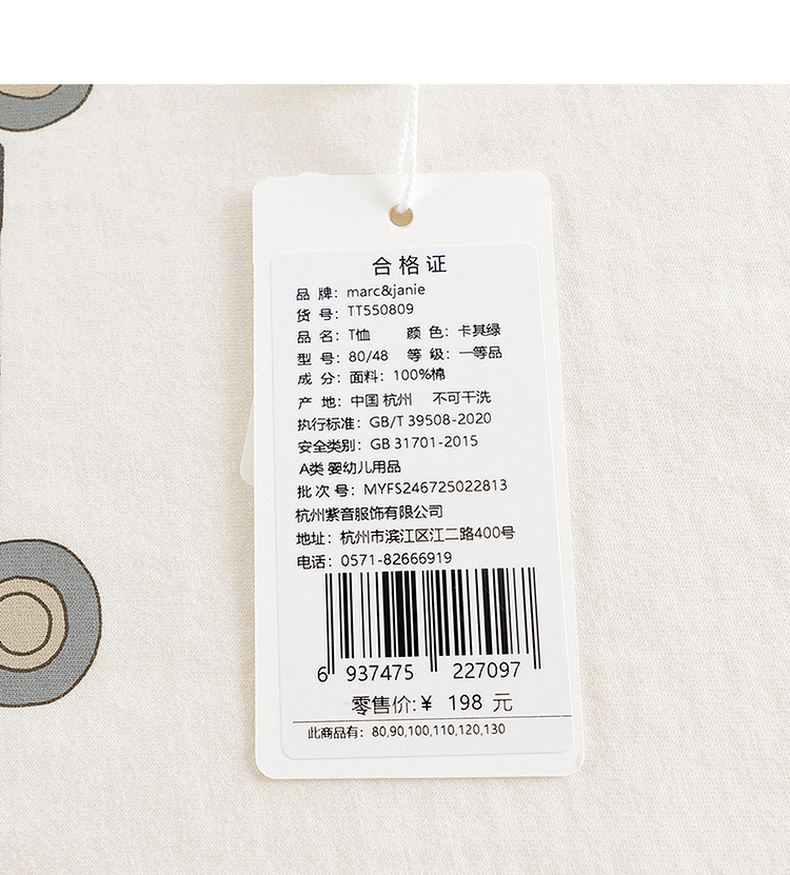 合格证
品 牌：marc&janie
货 号：TT550809
品 名：T恤 颜 色：卡其绿
型 号：80/48 等 级：一等品
成 分：面料：100%棉
产 地：中国 杭州 不可干洗
执行标准：GB/T 39508-2020
安全类别：GB 31701-2015
A类 婴幼儿用品
批 次 号：MYFS246725022813
杭州紫音服饰有限公司
地址：杭州市滨江区江二路400号
电话：0571-82666919
6 937475 227097
零售价:¥ 198 元
此商品有：80,90,100,110,120,130